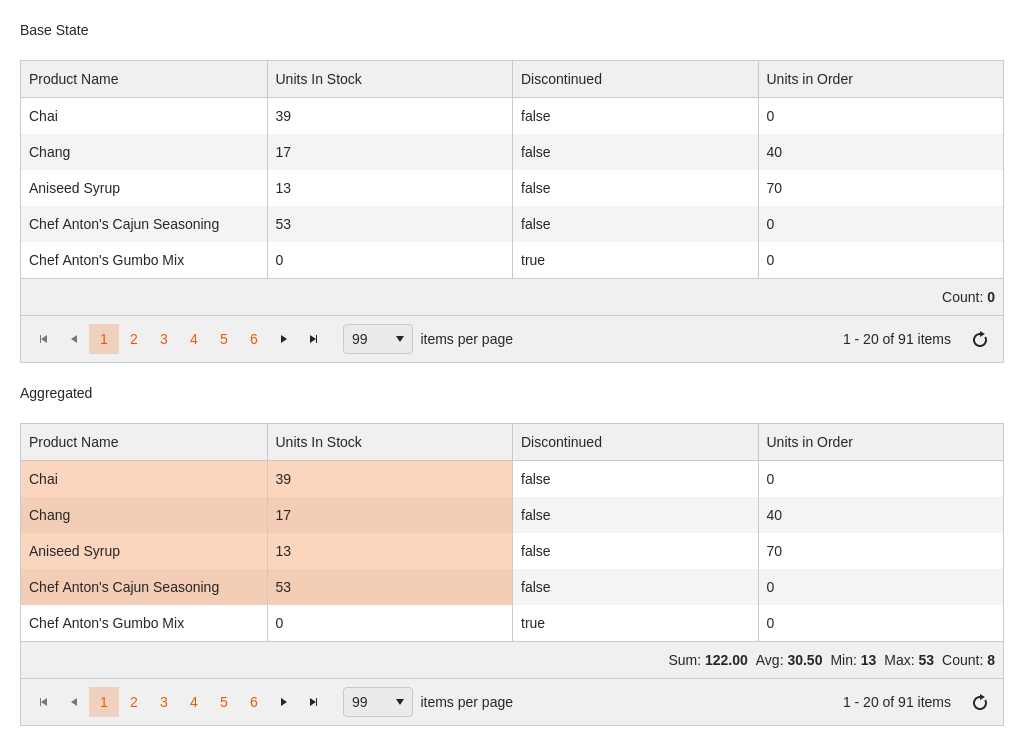 Base State
Product Name Units In Stock Discontinued Units in Order
Chai 39 false 0
Chang 17 false 40
Aniseed Syrup 13 false 70
Chef Anton's Cajun Seasoning 53 false 0
Chef Anton's Gumbo Mix 0 true 0
Count: 0
1 2 3 4 5 6 99 items per page 1 - 20 of 91 items
Aggregated
Product Name Units In Stock Discontinued Units in Order
Chai 39 false 0
Chang 17 false 40
Aniseed Syrup 13 false 70
Chef Anton's Cajun Seasoning 53 false 0
Chef Anton's Gumbo Mix 0 true 0
Sum: 122.00 Avg: 30.50 Min: 13 Max: 53 Count: 8
1 2 3 4 5 6 99 items per page 1 - 20 of 91 items